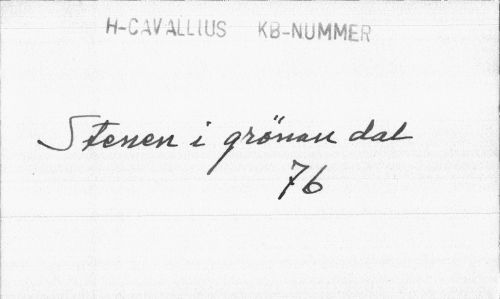 H-CAVALLIUS KB-NUMMER
Stenen i grönan dal
76